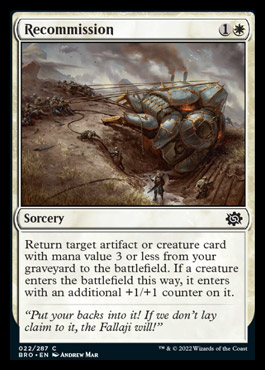 Recommission 1
Sorcery
Return target artifact or creature card
with mana value 3 or less from your
graveyard to the battlefield. If a creature
enters the battlefield this way, it enters
with an additional +1/+1 counter on it.
"Put your backs into it! If we don't lay
claim to it, the Fallaji will!"
022/287 C
BRO • EN Andrew Mar ™ & © 2022 Wizards of the Coast